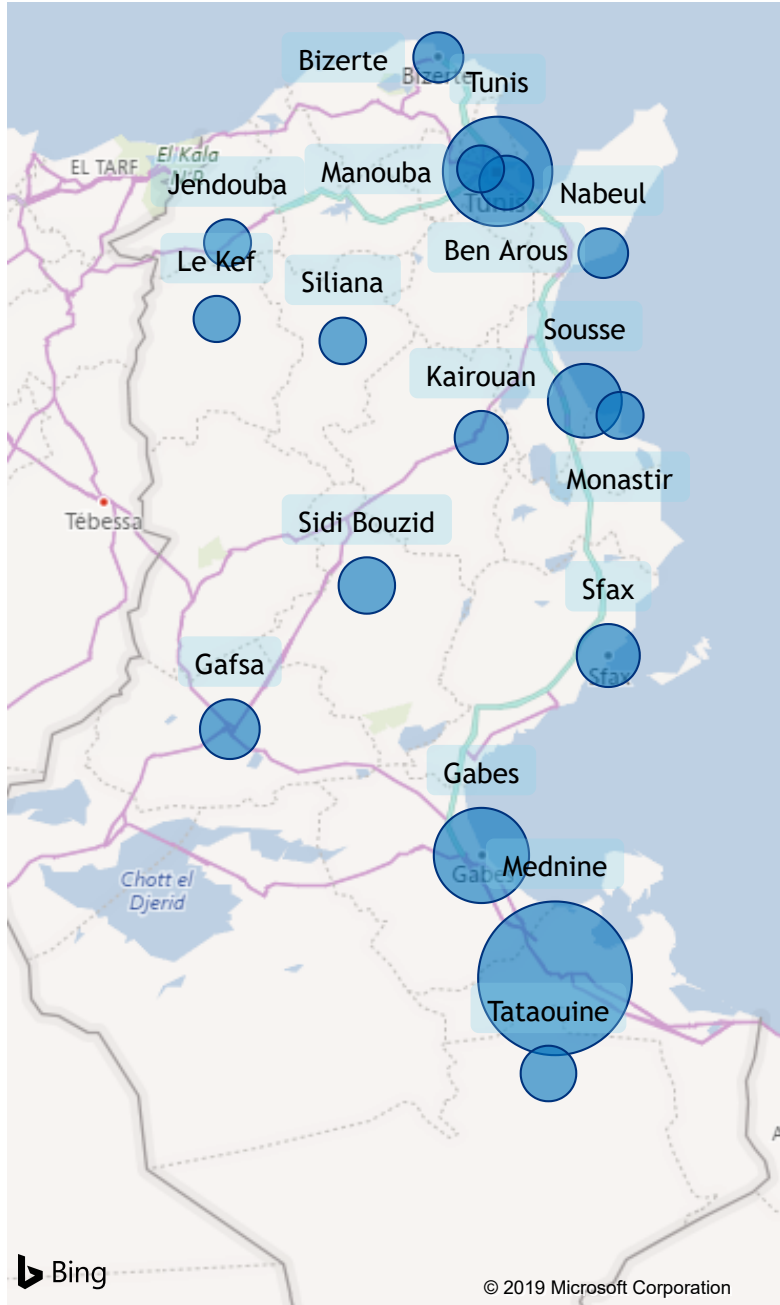 Bizerte
Bizerte
Tunis
EL TARF
El Kala
N.P.
Jendouba
Manouba
Tunis
Nabeul
Le Kef
Siliana
Ben Arous
Sousse
Kairouan
Monastir
Tébessa
Sidi Bouzid
Sfax
Sfax
Gafsa
Gabes
Gabes
Mednine
Chott el
Djerid
Tataouine
Bing
© 2019 Microsoft Corporation